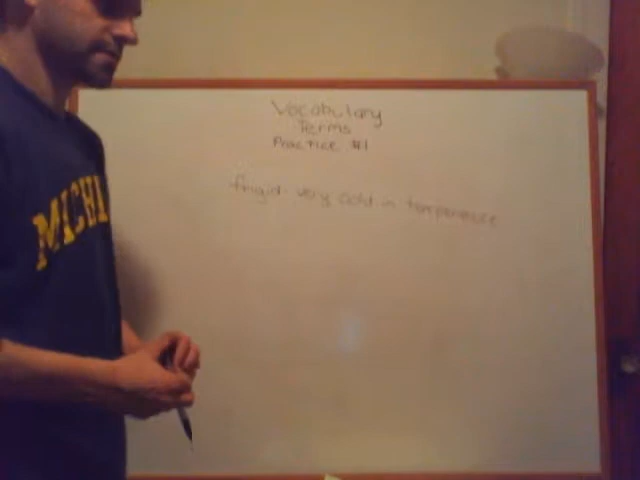 MICHI
Vocabulary
Terms
Practice #1
frigid- very cold in temperature